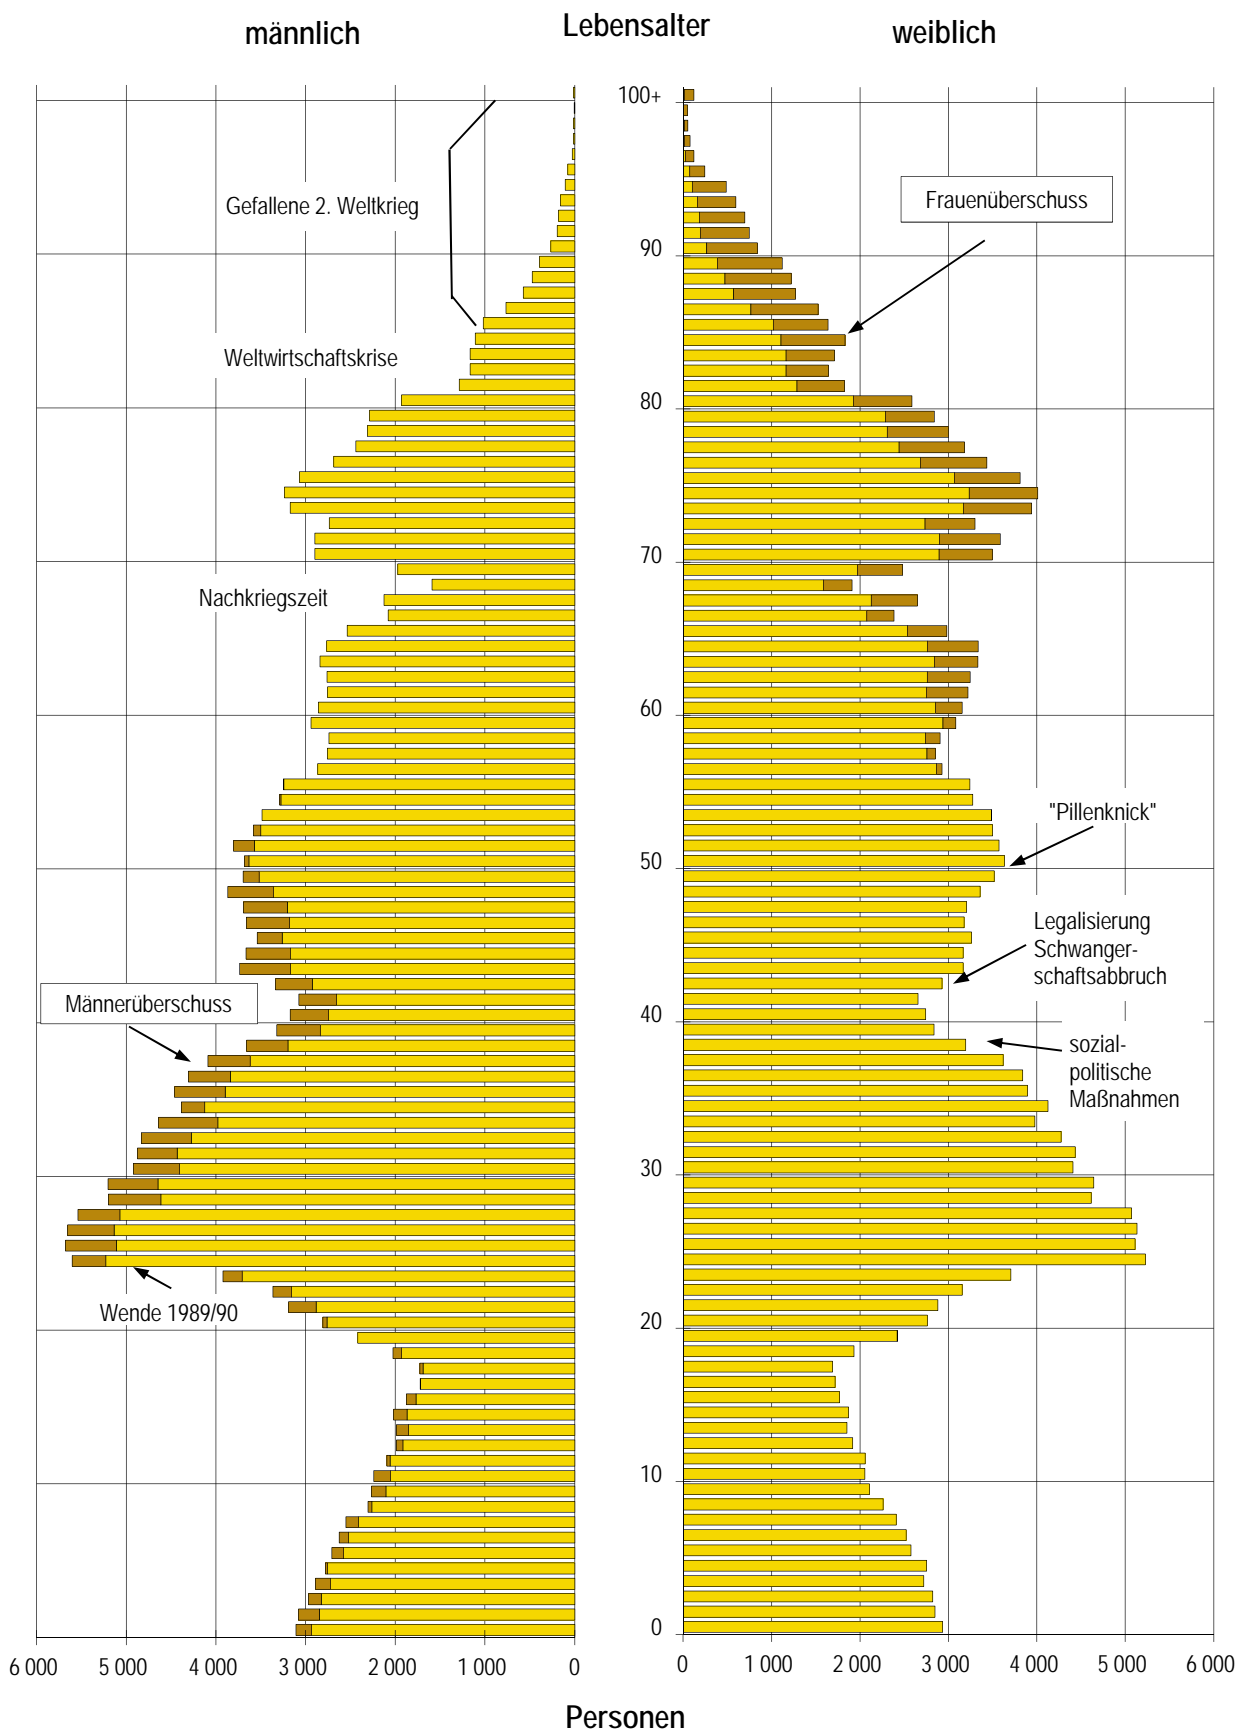 männlich
Lebensalter
weiblich
100+
90
80
70
60
50
40
30
20
10
0
Gefallene 2. Weltkrieg
Weltwirtschaftskrise
Nachkriegszeit
Männerüberschuss
Wende 1989/90
Frauenüberschuss
"Pillenknick"
Legalisierung
Schwanger-
schaftsabbruch
sozial-
politische
Maßnahmen
6 000 5 000 4 000 3 000 2 000 1 000 0
0 1 000 2 000 3 000 4 000 5 000 6 000
Personen